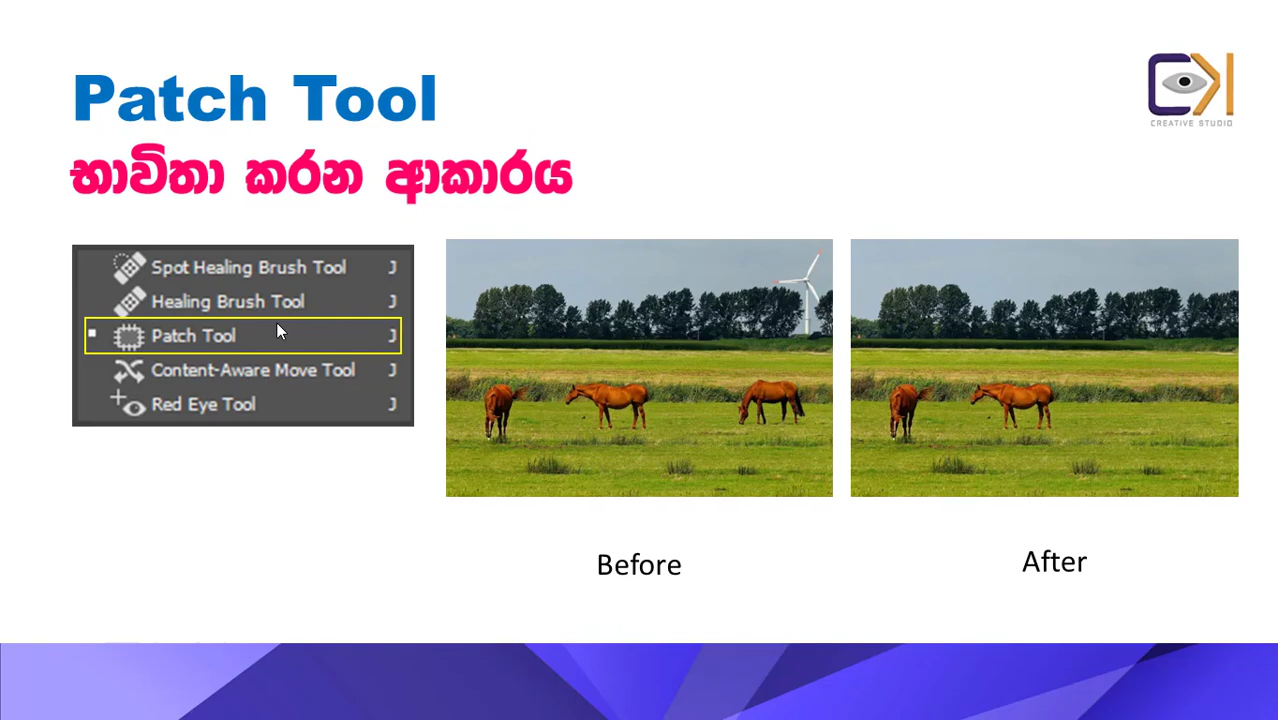 Patch Tool
භාවිතා කරන ආකාරය
CREATIVE STUDIO
Spot Healing Brush Tool J
Healing Brush Tool J
Patch Tool J
Content-Aware Move Tool J
Red Eye Tool J
Before
After